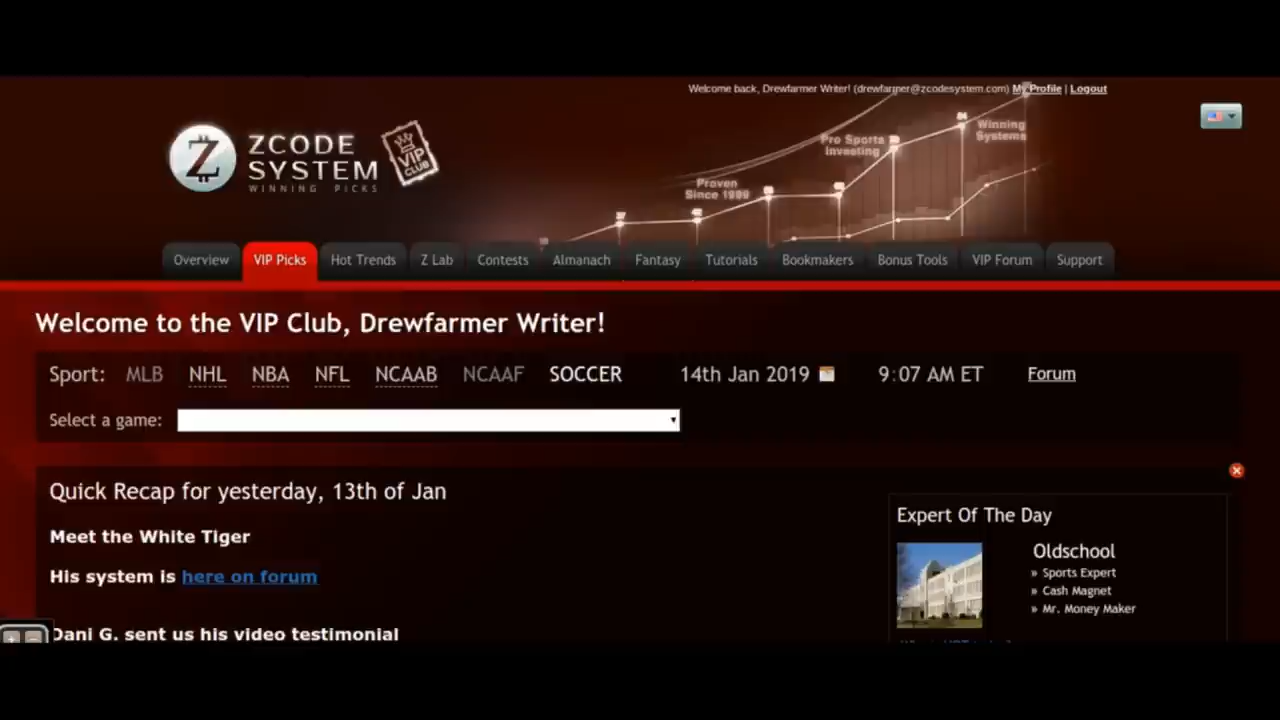 Welcome back, Drewfarmer Writer! (drewfarmer@zcodesystem.com) My Profile | Logout
Z
ZCODE
SYSTEM
WINNING PICKS
VIP
CLUB
Proven
Since 1999
Pro Sports
Investing
Winning
Systems
Overview VIP Picks Hot Trends Z Lab Contests Almanach Fantasy Tutorials Bookmakers Bonus Tools VIP Forum Support
Welcome to the VIP Club, Drewfarmer Writer!
Sport: MLB NHL NBA NFL NCAAB NCAAF SOCCER 14th Jan 2019 9:07 AM ET Forum
Select a game:
Quick Recap for yesterday, 13th of Jan
Meet the White Tiger
His system is here on forum
Dani G. sent us his video testimonial
Expert Of The Day
Oldschool
» Sports Expert
» Cash Magnet
» Mr. Money Maker